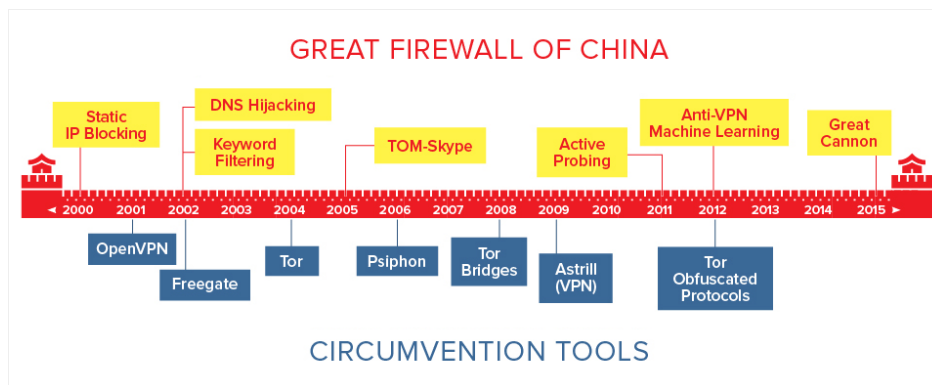 GREAT FIREWALL OF CHINA
Static
IP Blocking
DNS Hijacking
Keyword
Filtering
TOM-Skype
Active
Probing
Anti-VPN
Machine Learning
Great
Cannon
2000 2001 2002 2003 2004 2005 2006 2007 2008 2009 2010 2011 2012 2013 2014 2015
OpenVPN
Freegate
Tor
Psiphon
Tor
Bridges
Astrill
(VPN)
Tor
Obfuscated
Protocols
CIRCUMVENTION TOOLS